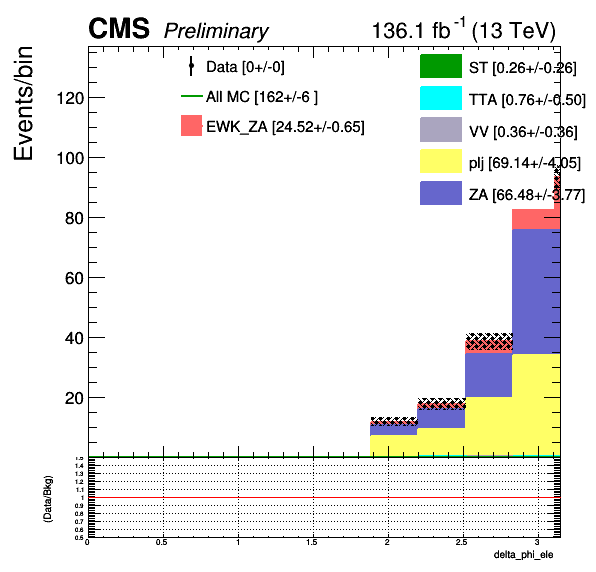 CMS Preliminary 136.1 fb⁻¹ (13 TeV)
Events/bin
Data [0+/-0]
All MC [162+/-6 ]
EWK_ZA [24.52+/-0.65]
ST [0.26+/-0.26]
TTA [0.76+/-0.50]
VV [0.36+/-0.36]
plj [69.14+/-4.05]
ZA [66.48+/-3.77]
120
100
80
60
40
20
(Data/Bkg)
1.5
1.4
1.3
1.2
1.1
1
0.9
0.8
0.7
0.6
0.5
0 0.5 1 1.5 2 2.5 3
delta_phi_ele